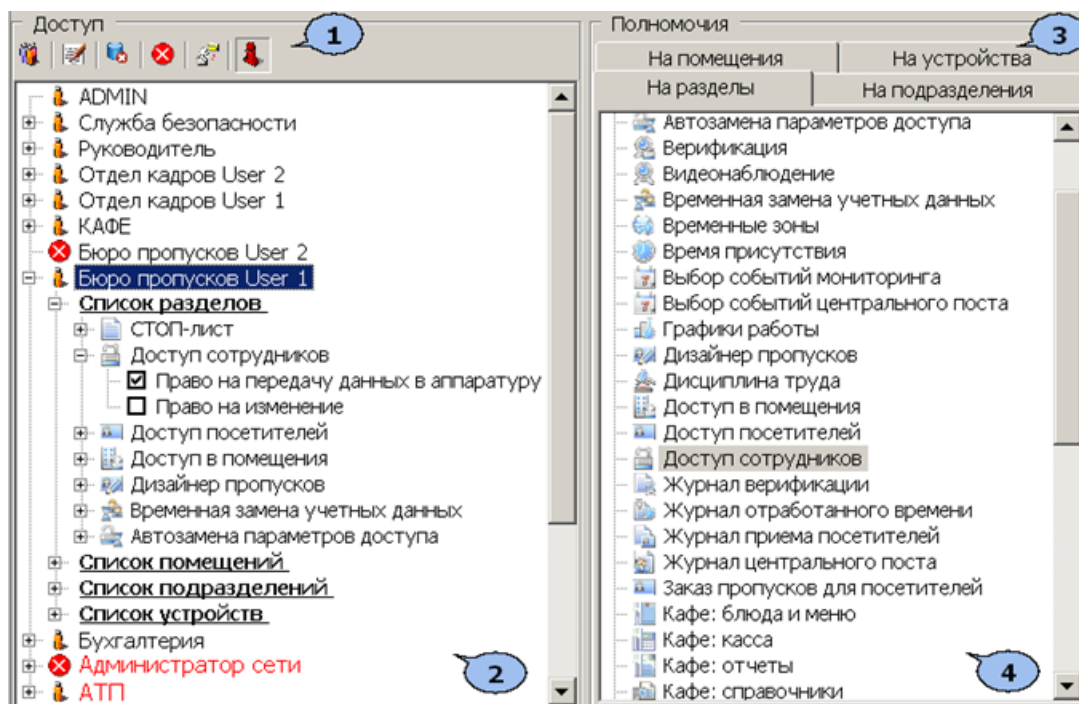 Доступ
1
ADMIN
Служба безопасности
Руководитель
Отдел кадров User 2
Отдел кадров User 1
КАФЕ
Бюро пропусков User 2
Бюро пропусков User 1
Список разделов
СТОП-лист
Доступ сотрудников
Право на передачу данных в аппаратуру
Право на изменение
Доступ посетителей
Доступ в помещения
Дизайнер пропусков
Временная замена учетных данных
Автозамена параметров доступа
Список помещений
Список подразделений
Список устройств
Бухгалтерия
Администратор сети
АТП
2
Полномочия
3
На помещения
На устройства
На разделы
На подразделения
Автозамена параметров доступа
Верификация
Видеонаблюдение
Временная замена учетных данных
Временные зоны
Время присутствия
Выбор событий мониторинга
Выбор событий центрального поста
Графики работы
Дизайнер пропусков
Дисциплина труда
Доступ в помещения
Доступ посетителей
Доступ сотрудников
Журнал верификации
Журнал отработанного времени
Журнал приема посетителей
Журнал центрального поста
Заказ пропусков для посетителей
Кафе: блюда и меню
Кафе: касса
Кафе: отчеты
Кафе: справочники
4